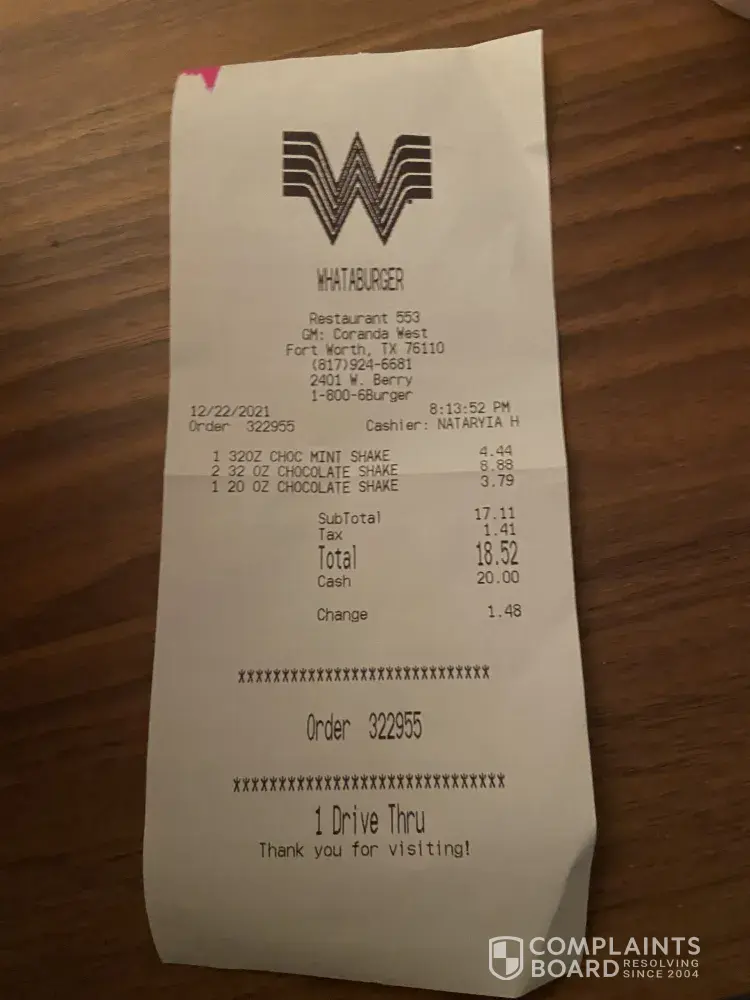 WHATABURGER
Restaurant 553
GM: Coranda West
Fort Worth, TX 76110
(817)924-6681
2401 W. Berry
1-800-6Burger
12/22/2021 8:13:52 PM
Order 322955 Cashier: NATARYIA H
1 32OZ CHOC MINT SHAKE 4.44
2 32 OZ CHOCOLATE SHAKE 8.88
1 20 OZ CHOCOLATE SHAKE 3.79
SubTotal 17.11
Tax 1.41
Total 18.52
Cash 20.00
Change 1.48
****************************
Order 322955
******************************
1 Drive Thru
Thank you for visiting!
COMPLAINTS
BOARD RESOLVING
SINCE 2004